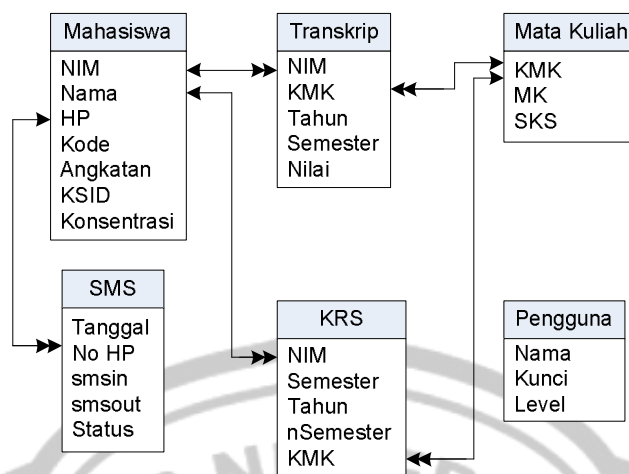 Mahasiswa
NIM
Nama
HP
Kode
Angkatan
KSID
Konsentrasi
Transkrip
NIM
KMK
Tahun
Semester
Nilai
Mata Kuliah
KMK
MK
SKS
SMS
Tanggal
No HP
smsin
smsout
Status
KRS
NIM
Semester
Tahun
nSemester
KMK
Pengguna
Nama
Kunci
Level